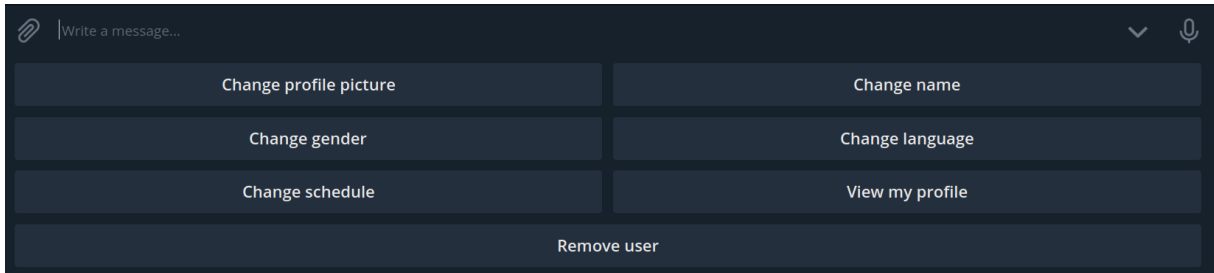 Write a message...
Change profile picture
Change name
Change gender
Change language
Change schedule
View my profile
Remove user